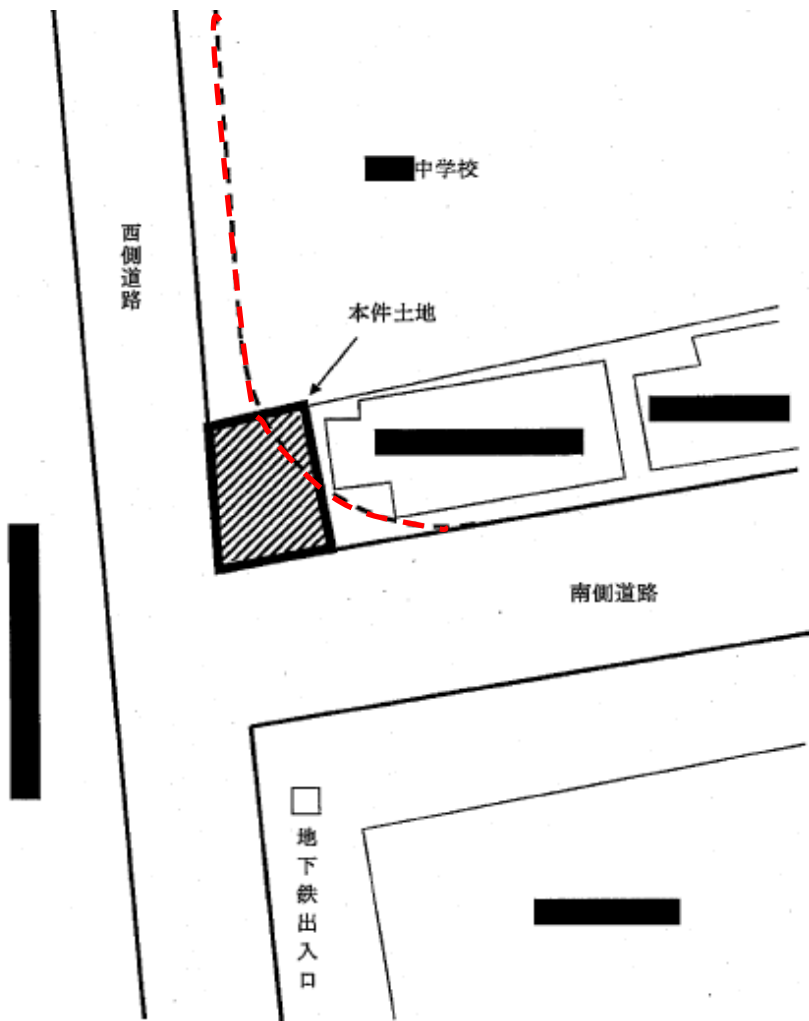 中学校
西側道路
本件土地
南側道路
地下鉄出入口